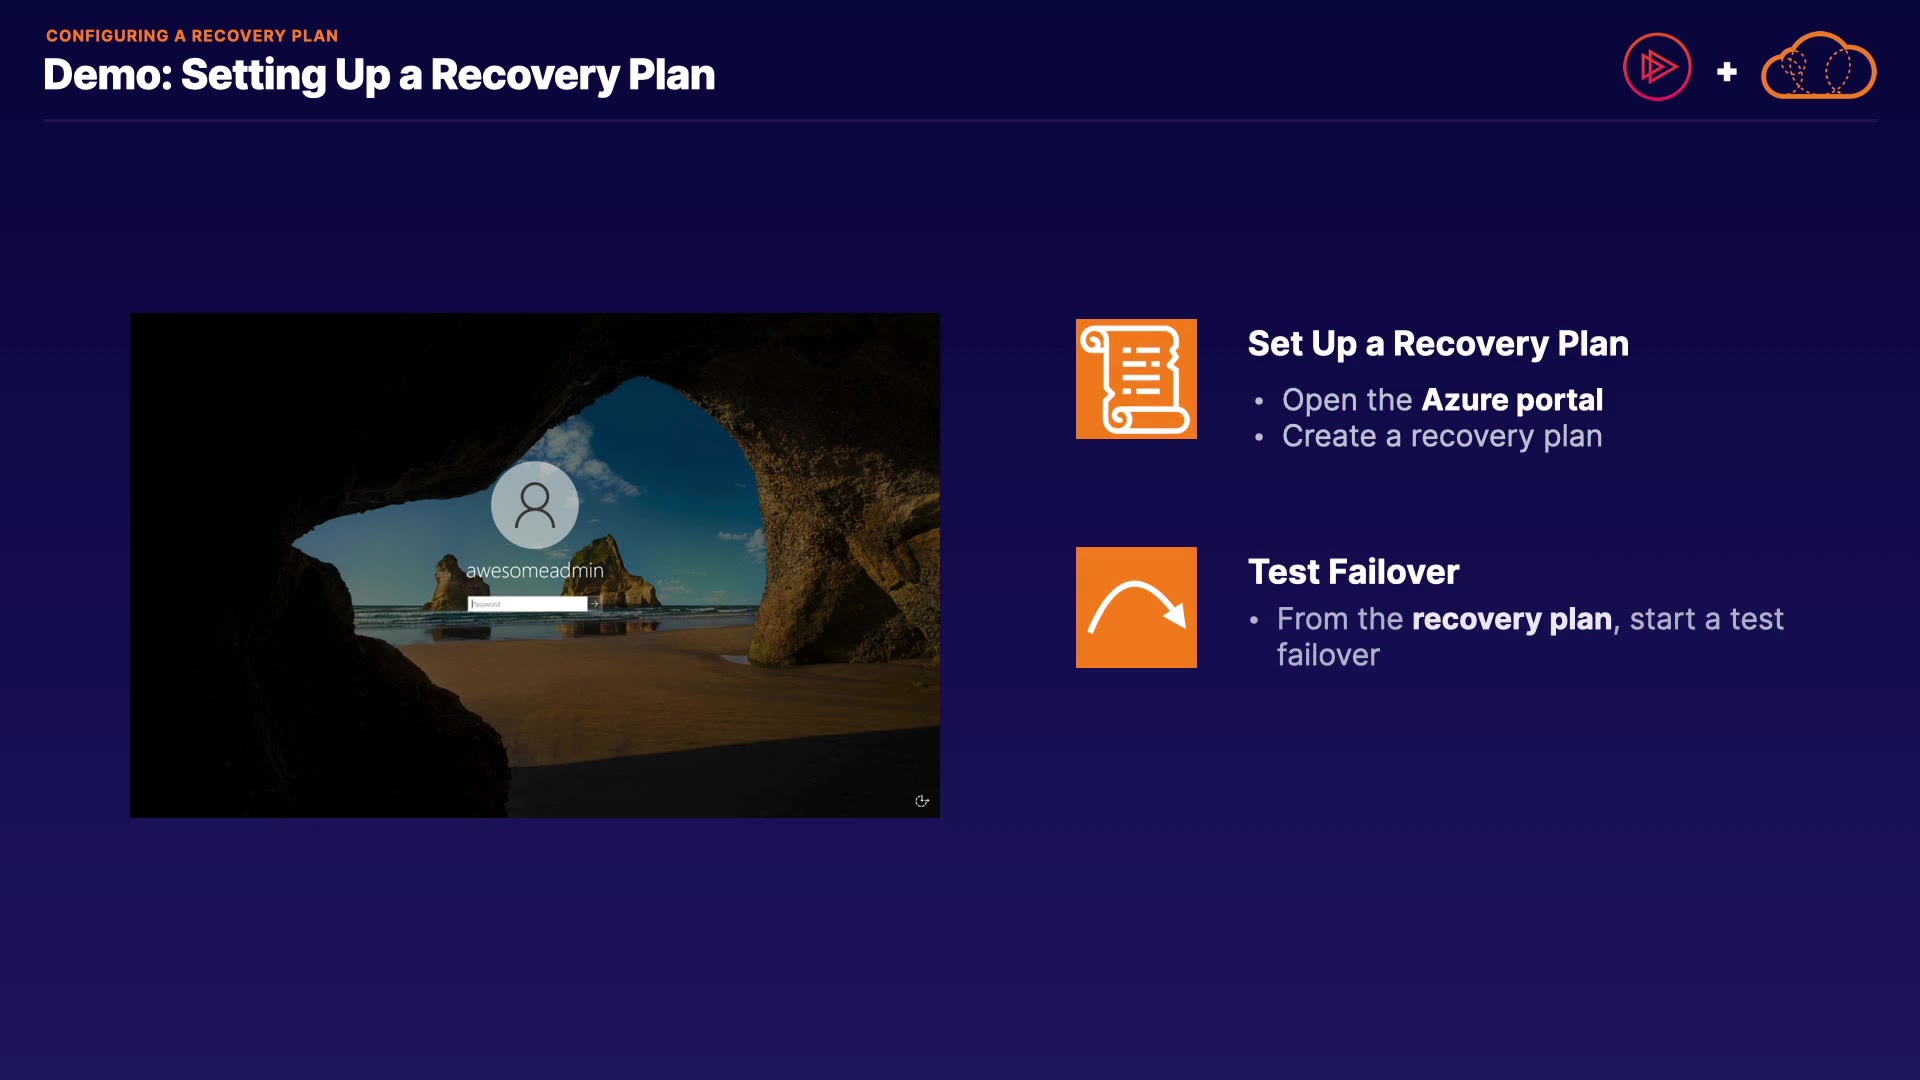 CONFIGURING A RECOVERY PLAN
Demo: Setting Up a Recovery Plan
awesomeadmin
Password
Set Up a Recovery Plan
• Open the Azure portal
• Create a recovery plan
Test Failover
• From the recovery plan, start a test
failover